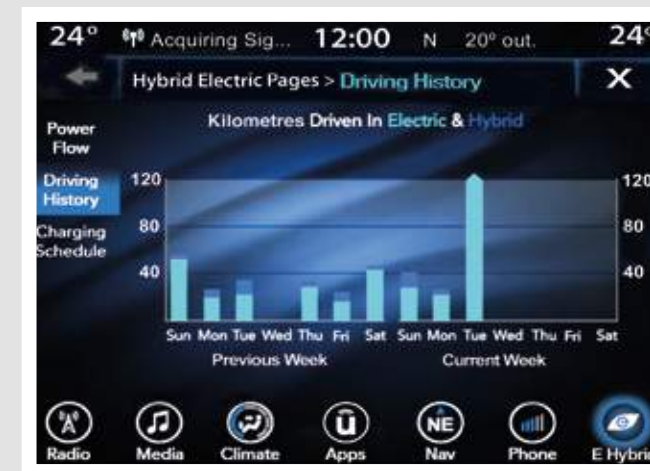 24° Acquiring Sig... 12:00 N 20° out. 24°
Hybrid Electric Pages > Driving History X
Kilometres Driven In Electric & Hybrid
Power
Flow
Driving
History
Charging
Schedule
120 120
80 80
40 40
Sun Mon Tue Wed Thu Fri Sat Sun Mon Tue Wed Thu Fri Sat
Previous Week Current Week
NE
Radio Media Climate Apps Nav Phone E Hybri